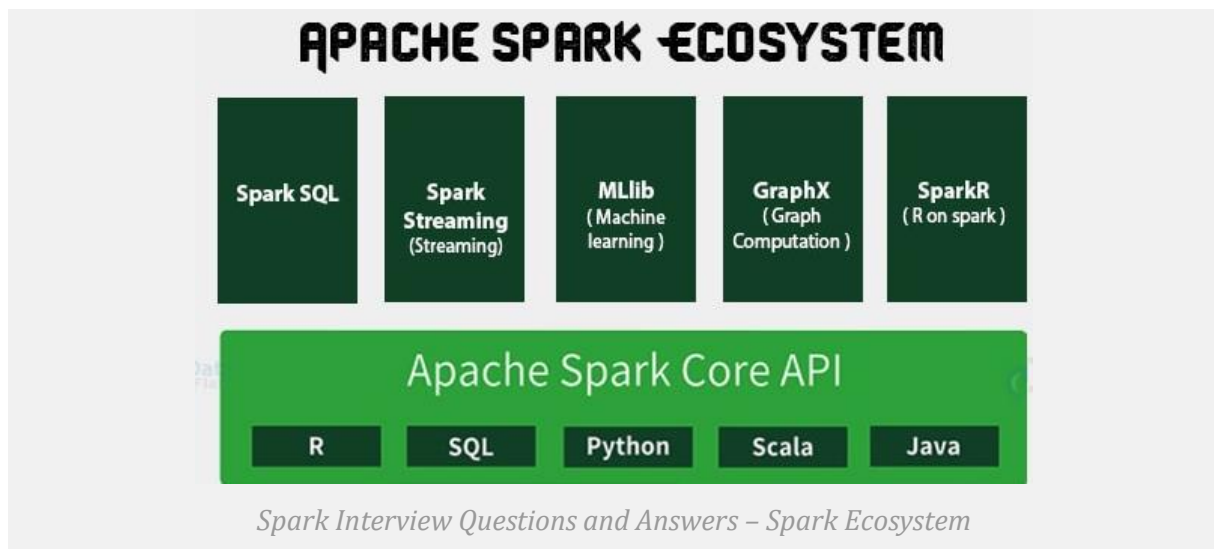 APACHE SPARK ECOSYSTEM
Spark SQL
Spark
Streaming
(Streaming)
MLlib
( Machine
learning )
GraphX
( Graph
Computation )
SparkR
( R on spark )
Apache Spark Core API
R
SQL
Python
Scala
Java
Spark Interview Questions and Answers – Spark Ecosystem